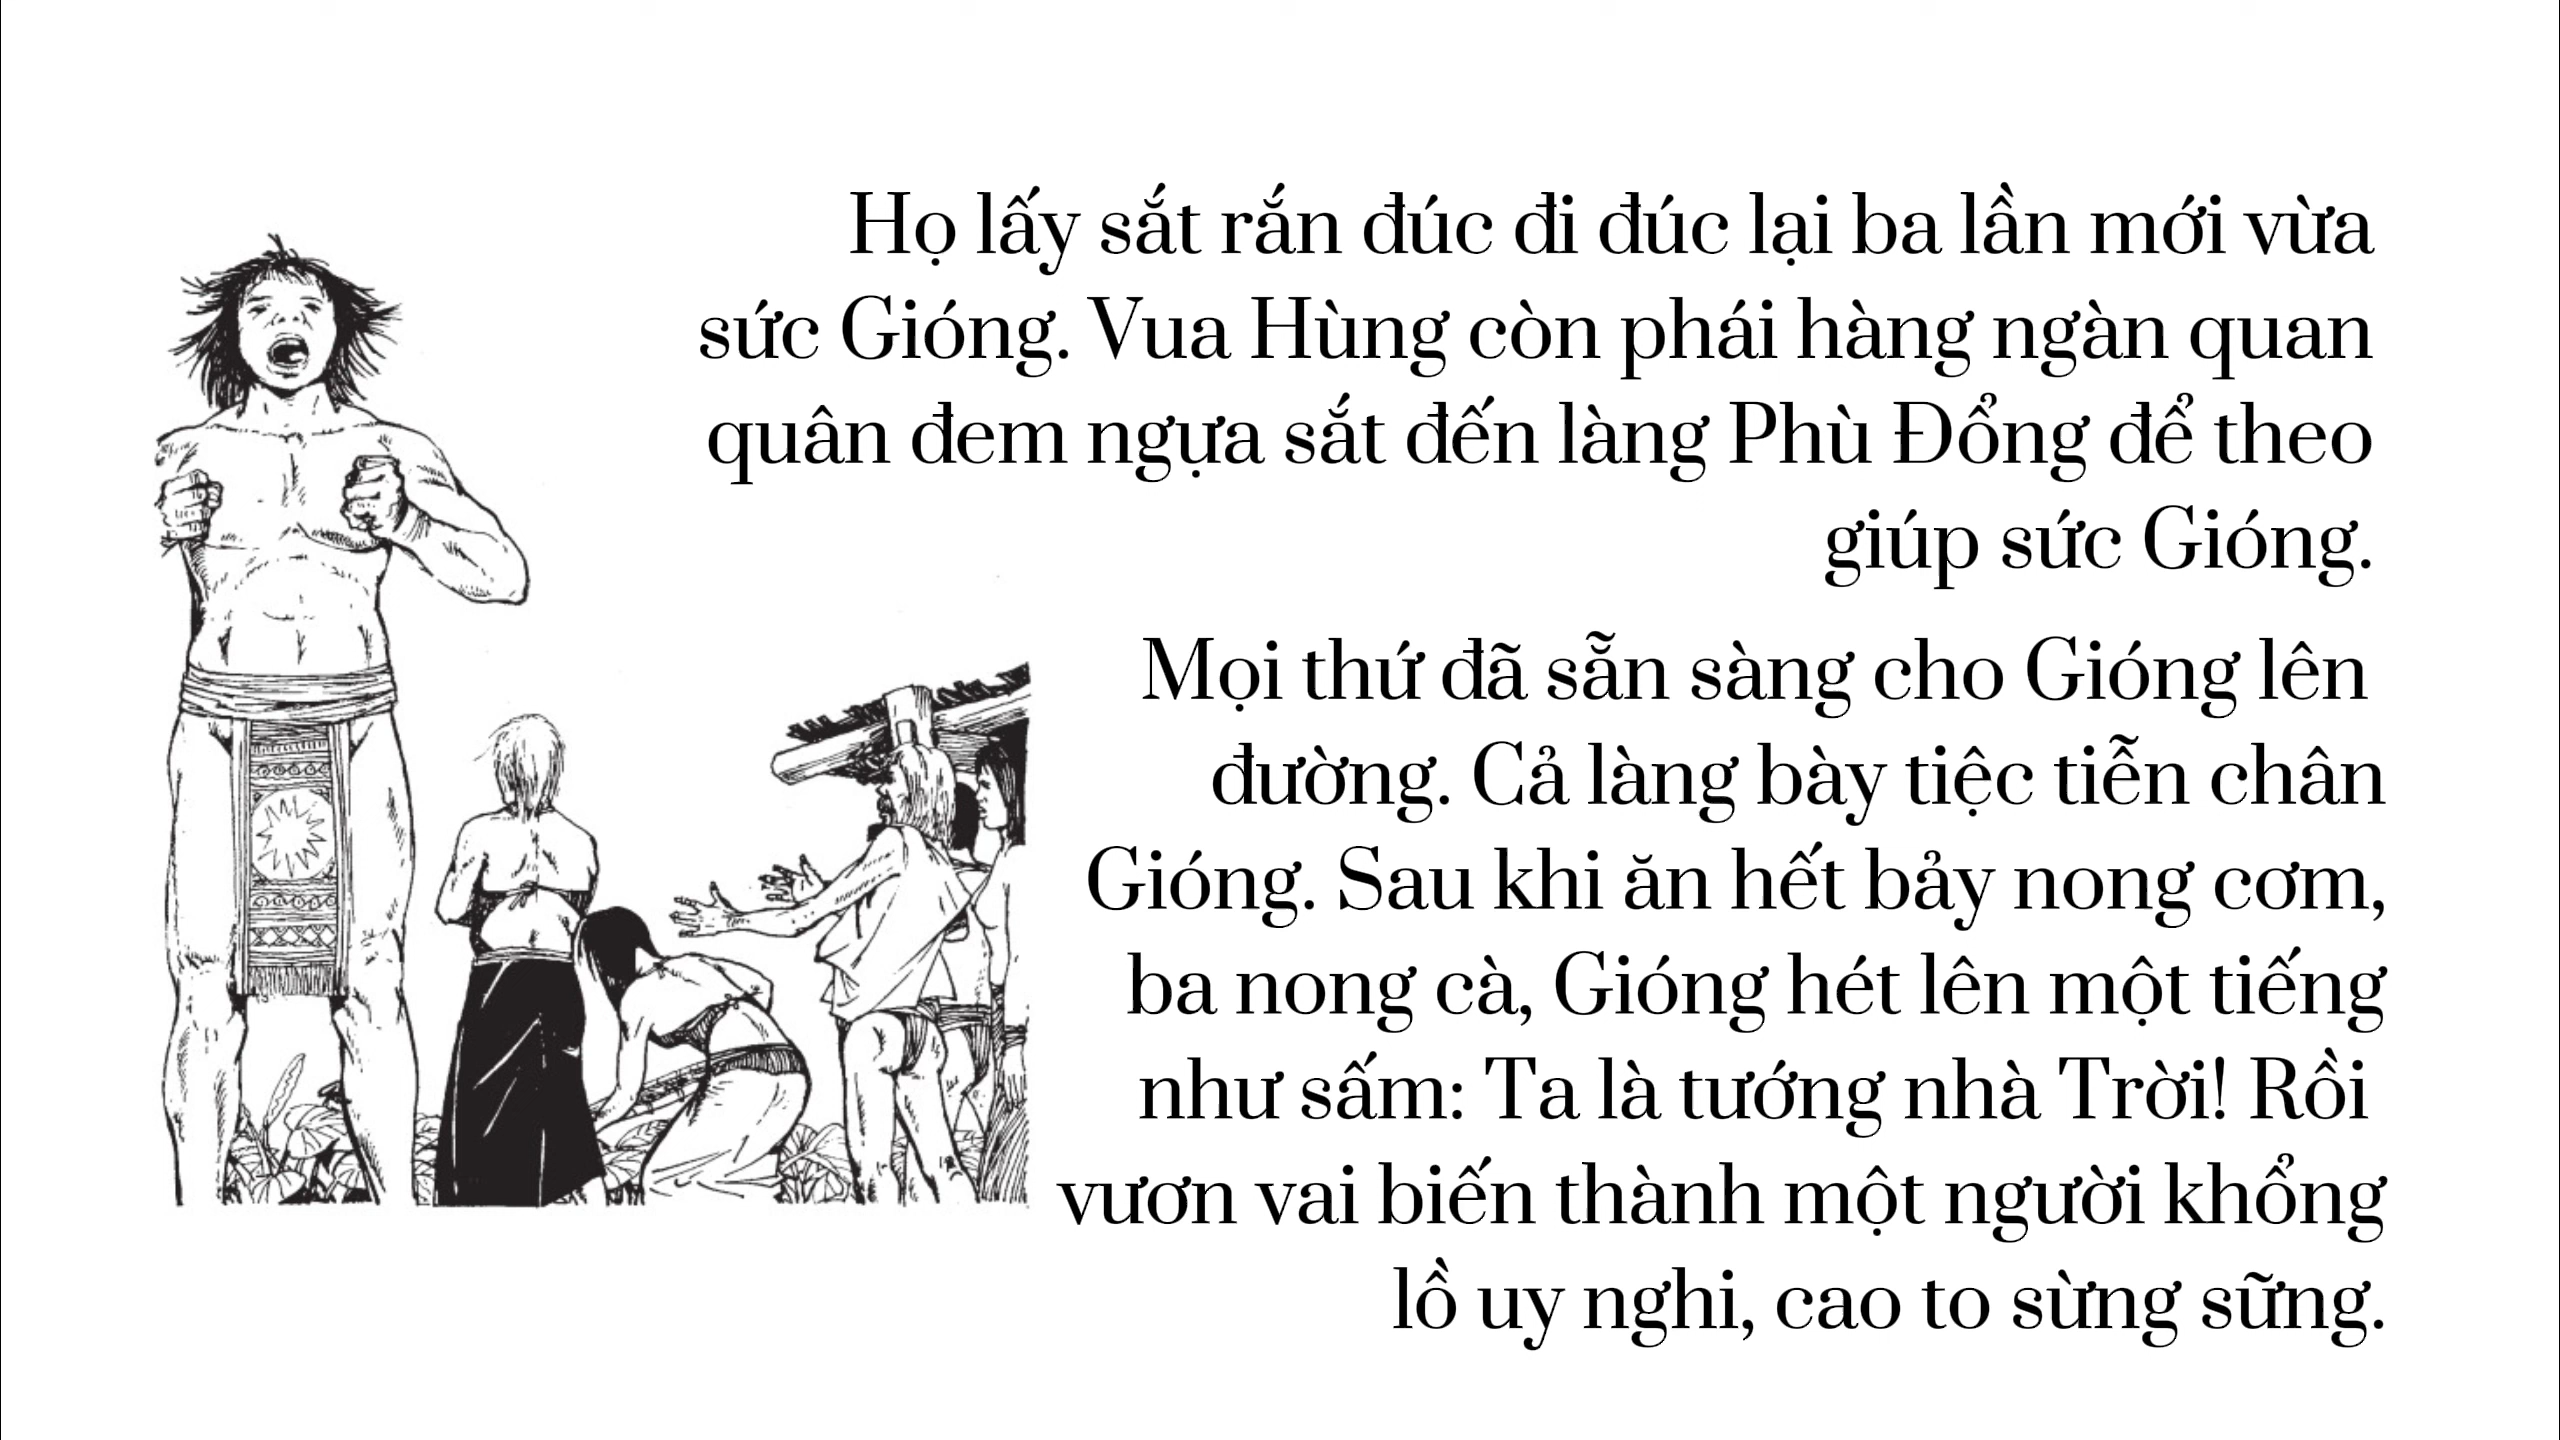 Họ lấy sắt rắn đúc đi đúc lại ba lần mới vừa
sức Gióng. Vua Hùng còn phái hàng ngàn quan
quân đem ngựa sắt đến làng Phù Đổng để theo
giúp sức Gióng.
Mọi thứ đã sẵn sàng cho Gióng lên
đường. Cả làng bày tiệc tiễn chân
Gióng. Sau khi ăn hết bảy nong cơm,
ba nong cà, Gióng hét lên một tiếng
như sấm: Ta là tướng nhà Trời! Rồi
vươn vai biến thành một người khổng
lồ uy nghi, cao to sừng sững.